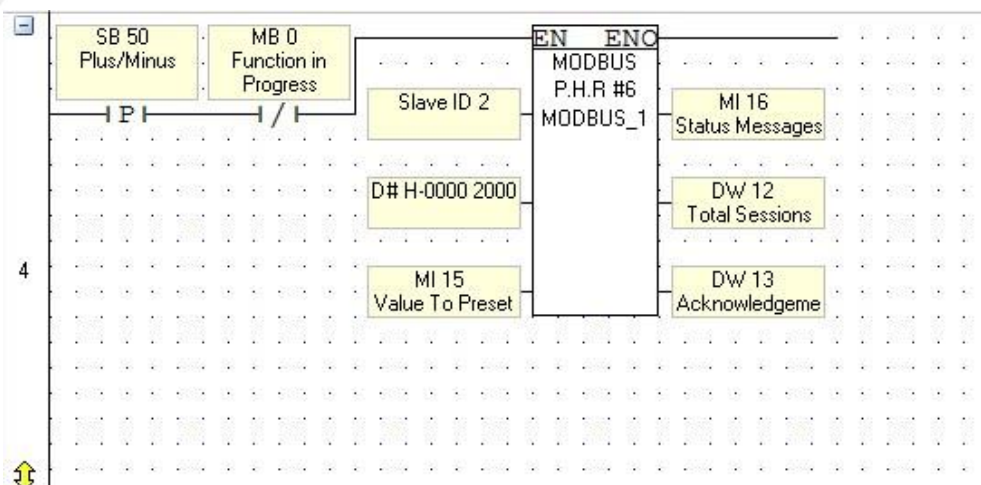 SB 50
Plus/Minus
MB 0
Function in
Progress
P
/
EN ENO
MODBUS
P.H.R #6
MODBUS_1
Slave ID 2
MI 16
Status Messages
D# H-0000 2000
DW 12
Total Sessions
4
MI 15
Value To Preset
DW 13
Acknowledgeme